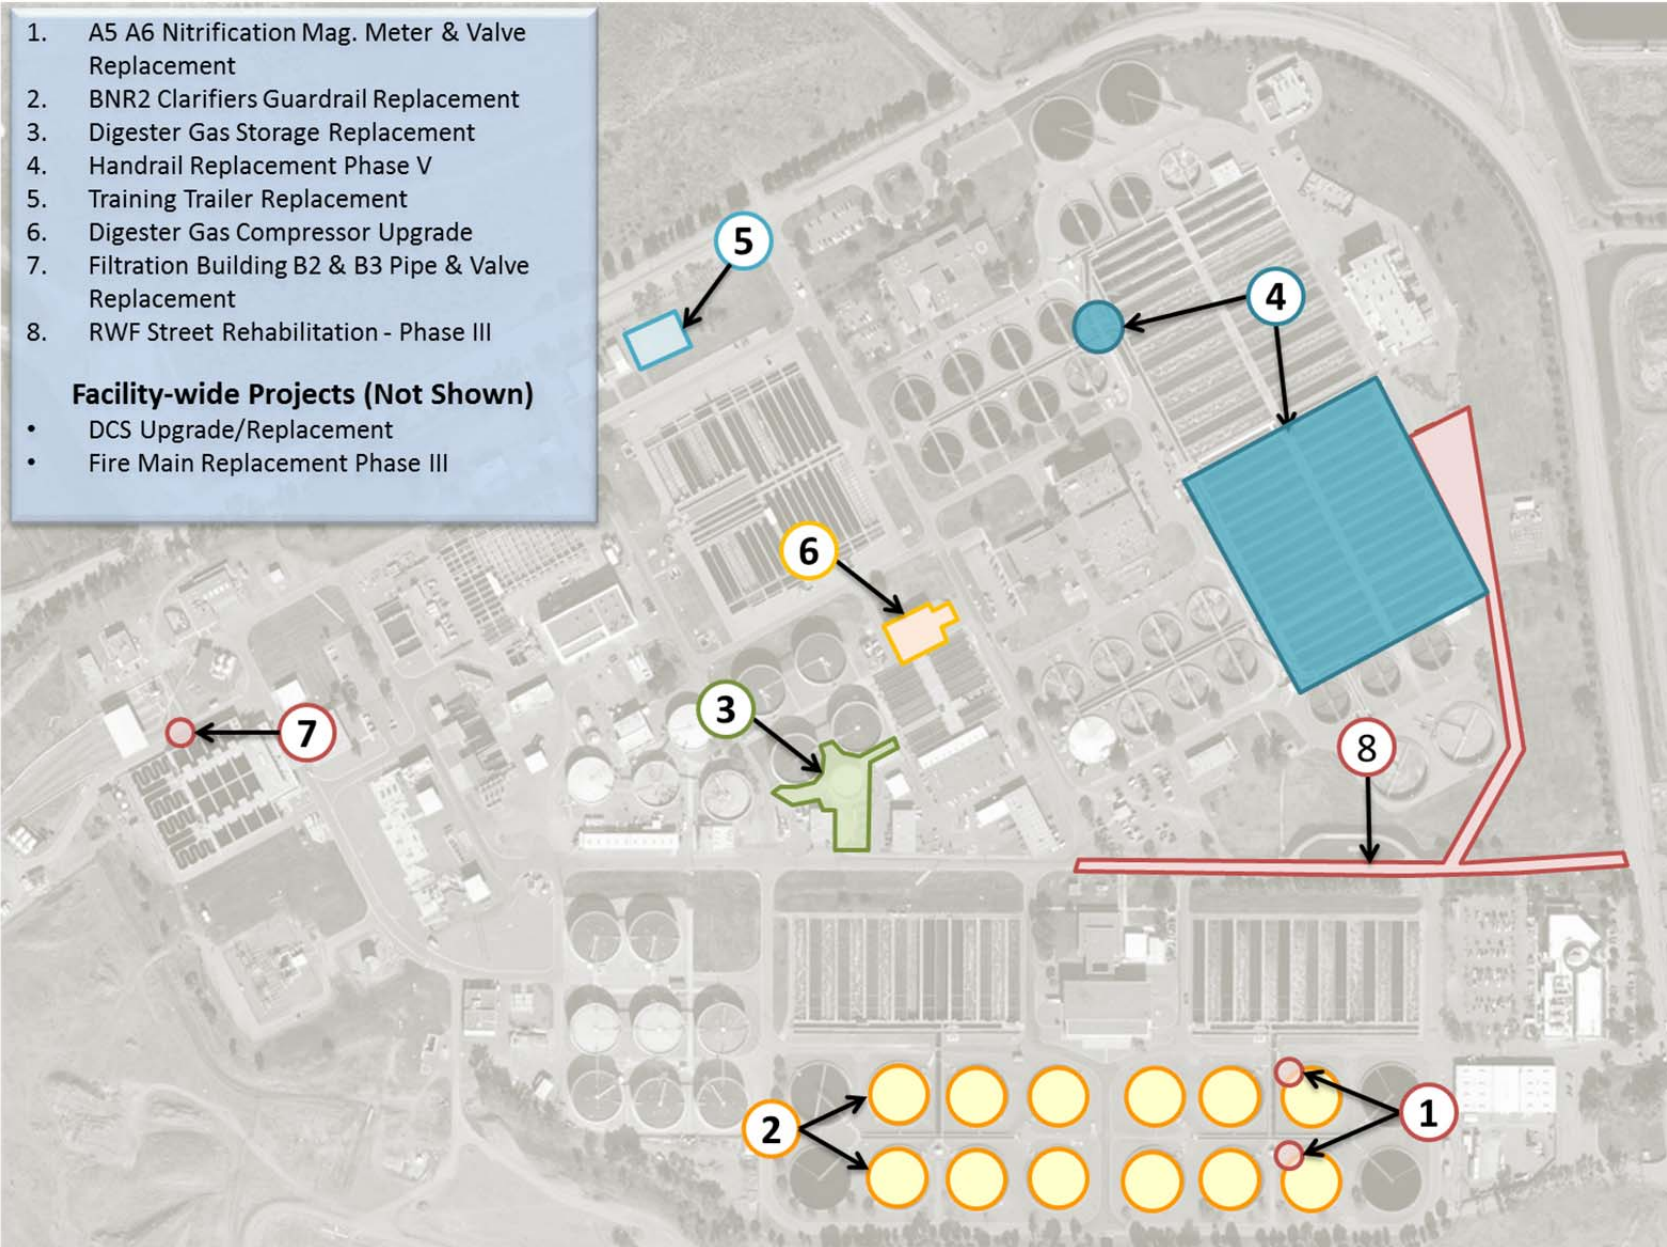 1. A5 A6 Nitrification Mag. Meter & Valve
Replacement
2. BNR2 Clarifiers Guardrail Replacement
3. Digester Gas Storage Replacement
4. Handrail Replacement Phase V
5. Training Trailer Replacement
6. Digester Gas Compressor Upgrade
7. Filtration Building B2 & B3 Pipe & Valve
Replacement
8. RWF Street Rehabilitation - Phase III
Facility-wide Projects (Not Shown)
• DCS Upgrade/Replacement
• Fire Main Replacement Phase III
5
4
6
3
7
8
2
1